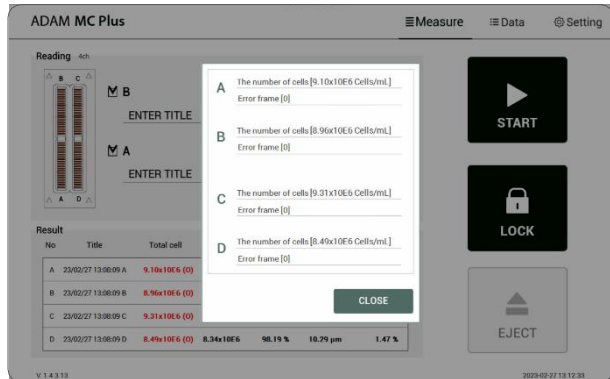 ADAM MC Plus
Measure
Data
Setting
Reading 4ch
B C
A D
B
ENTER TITLE
A
ENTER TITLE
A
The number of cells [9.10x10E6 Cells/mL]
Error frame [0]
B
The number of cells [8.96x10E6 Cells/mL]
Error frame [0]
C
The number of cells [9.31x10E6 Cells/mL]
Error frame [0]
D
The number of cells [8.49x10E6 Cells/mL]
Error frame [0]
CLOSE
START
LOCK
EJECT
Result
No Title Total cell
A 23/02/27 13:08:09 A 9.10x10E6 (0)
B 23/02/27 13:08:09 B 8.96x10E6 (0)
C 23/02/27 13:08:09 C 9.31x10E6 (0)
D 23/02/27 13:08:09 D 8.49x10E6 (0) 8.34x10E6 98.19 % 10.29 μm 1.47 %
V 1.4.3.13
2023-02-27 13:12:33